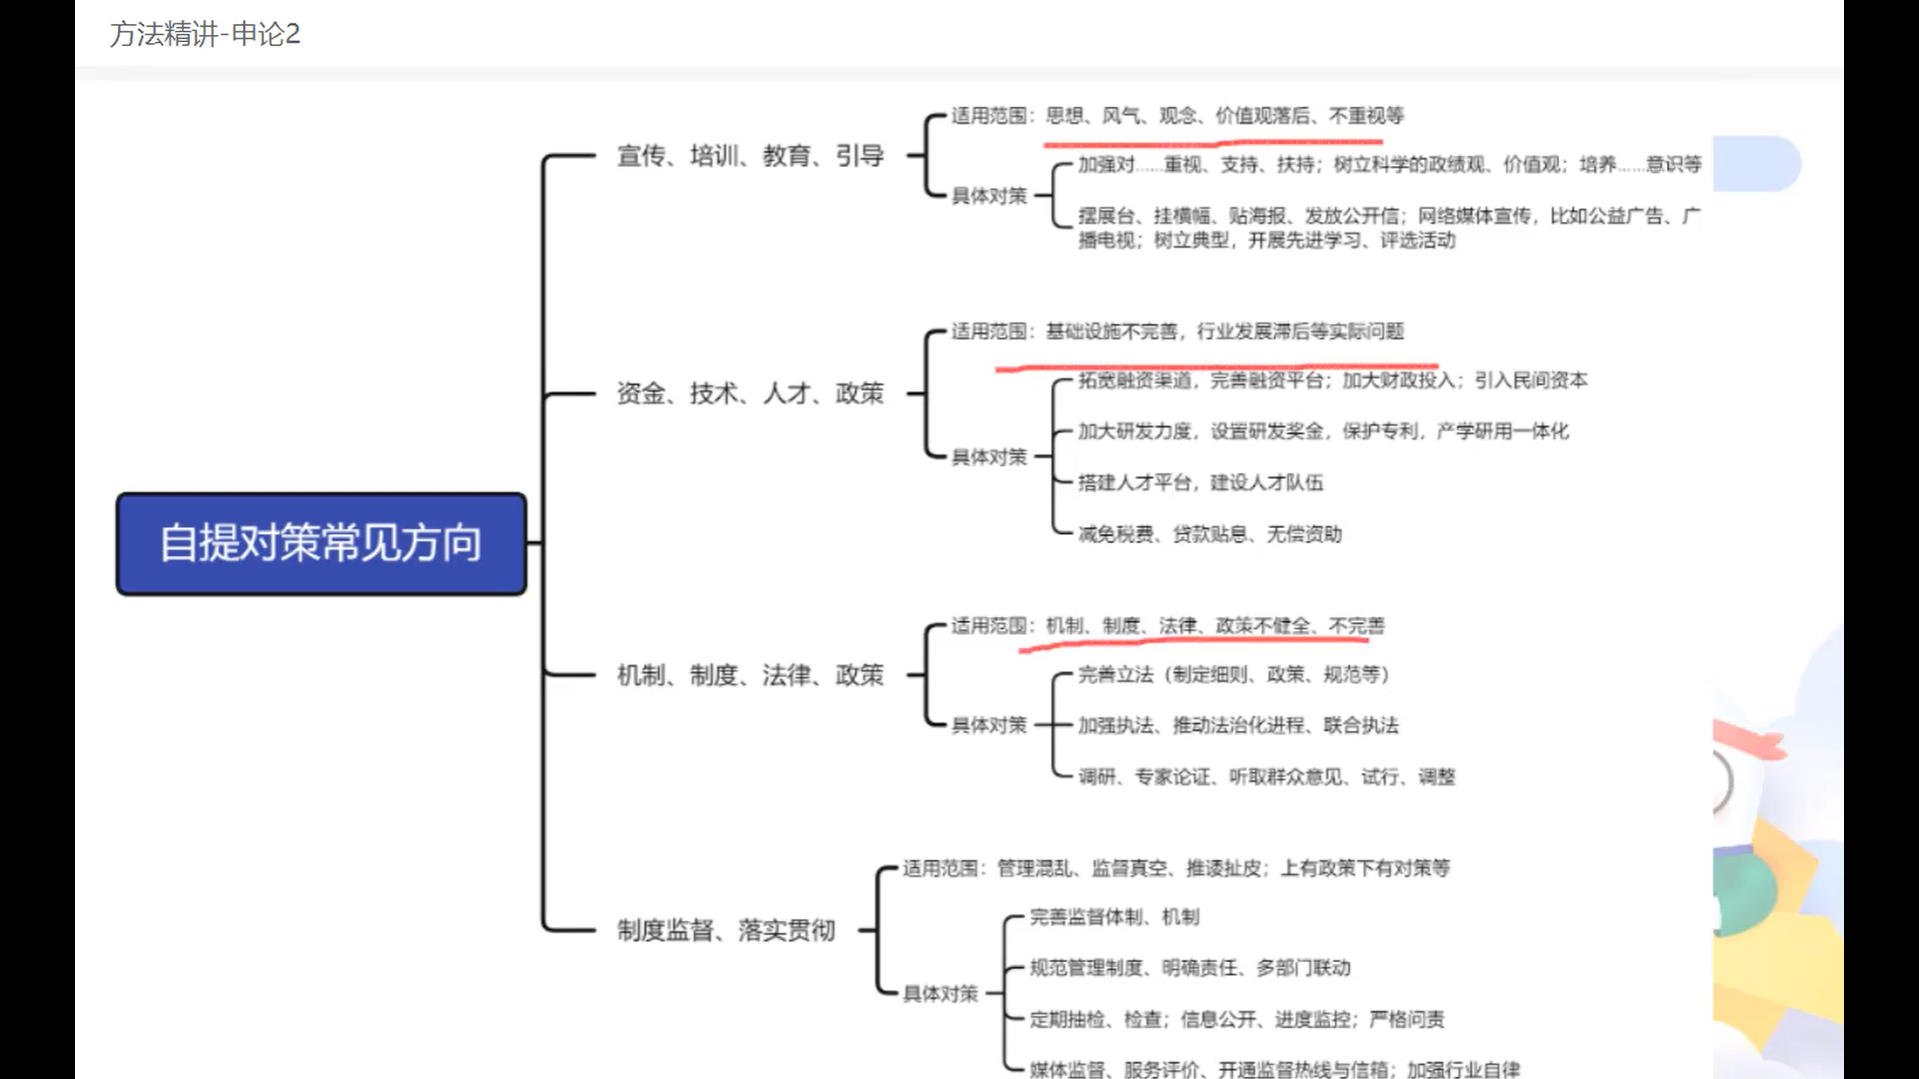 方法精讲-申论2
自提对策常见方向
宣传、培训、教育、引导
适用范围：思想、风气、观念、价值观落后、不重视等
具体对策
加强对……重视、支持、扶持；树立科学的政绩观、价值观；培养……意识等
摆展台、挂横幅、贴海报、发放公开信；网络媒体宣传，比如公益广告、广
播电视；树立典型，开展先进学习、评选活动
资金、技术、人才、政策
适用范围：基础设施不完善，行业发展滞后等实际问题
具体对策
拓宽融资渠道，完善融资平台；加大财政投入；引入民间资本
加大研发力度，设置研发奖金，保护专利，产学研用一体化
搭建人才平台，建设人才队伍
减免税费、贷款贴息、无偿资助
机制、制度、法律、政策
适用范围：机制、制度、法律、政策不健全、不完善
具体对策
完善立法（制定细则、政策、规范等）
加强执法、推动法治化进程、联合执法
调研、专家论证、听取群众意见、试行、调整
制度监督、落实贯彻
适用范围：管理混乱、监督真空、推诿扯皮；上有政策下有对策等
具体对策
完善监督体制、机制
规范管理制度、明确责任、多部门联动
定期抽检、检查；信息公开、进度监控；严格问责
媒体监督、服务评价、开通监督热线与信箱；加强行业自律